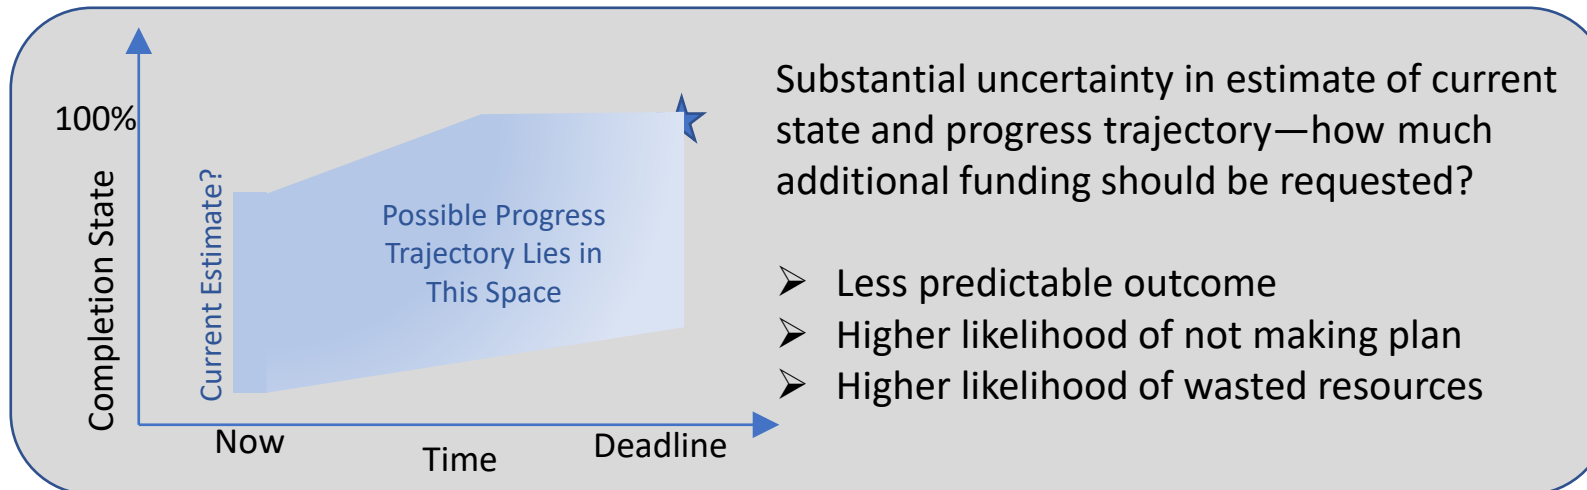 100%
Completion State
Current Estimate?
Possible Progress
Trajectory Lies in
This Space
Now
Time
Deadline
Substantial uncertainty in estimate of current
state and progress trajectory—how much
additional funding should be requested?
➢ Less predictable outcome
➢ Higher likelihood of not making plan
➢ Higher likelihood of wasted resources